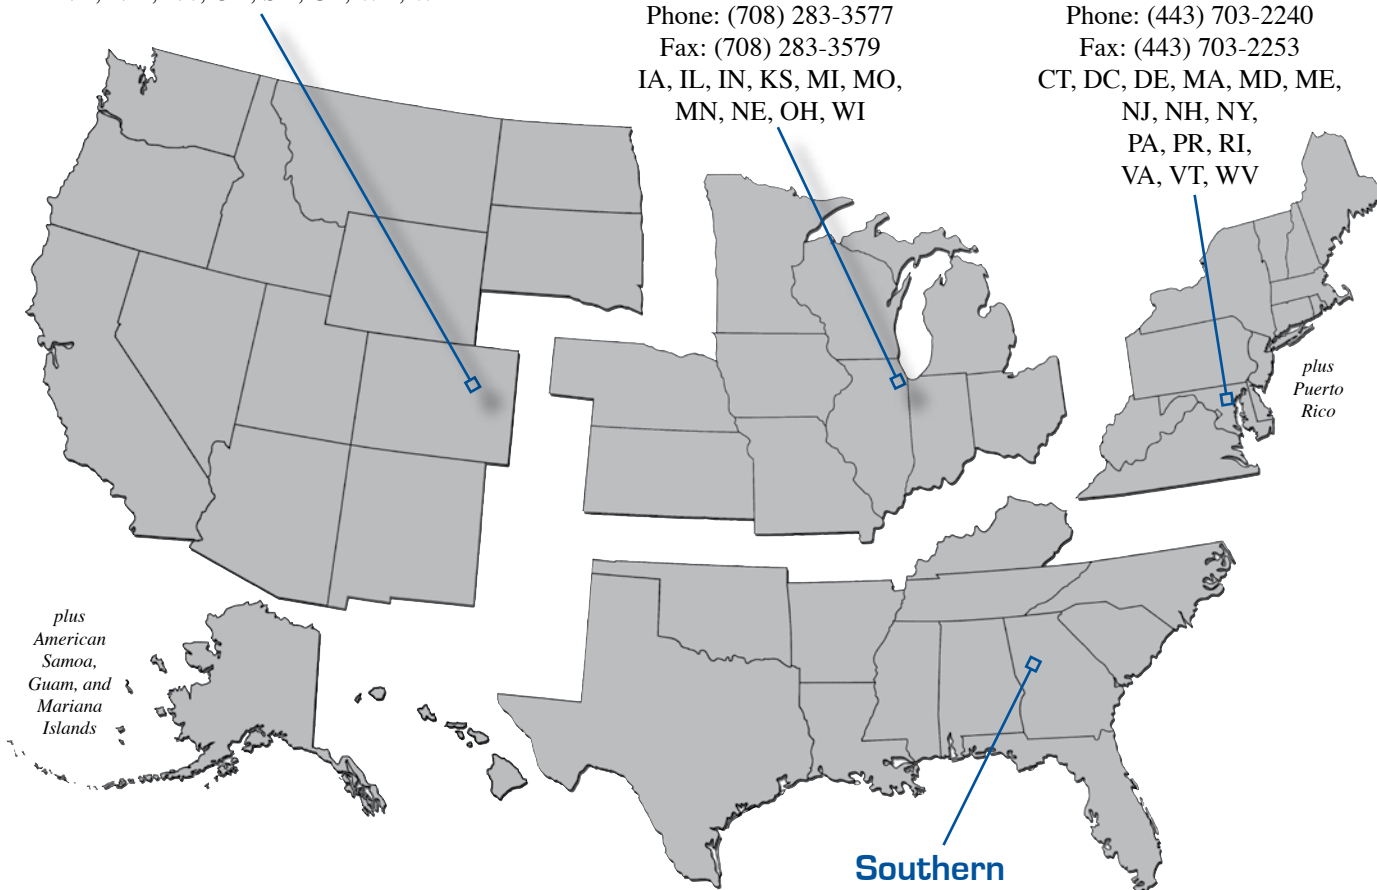 Phone: (708) 283-3577
Fax: (708) 283-3579
IA, IL, IN, KS, MI, MO,
MN, NE, OH, WI
Phone: (443) 703-2240
Fax: (443) 703-2253
CT, DC, DE, MA, MD, ME,
NJ, NH, NY,
PA, PR, RI,
VA, VT, WV
plus
Puerto
Rico
plus
American
Samoa,
Guam, and
Mariana
Islands
Southern